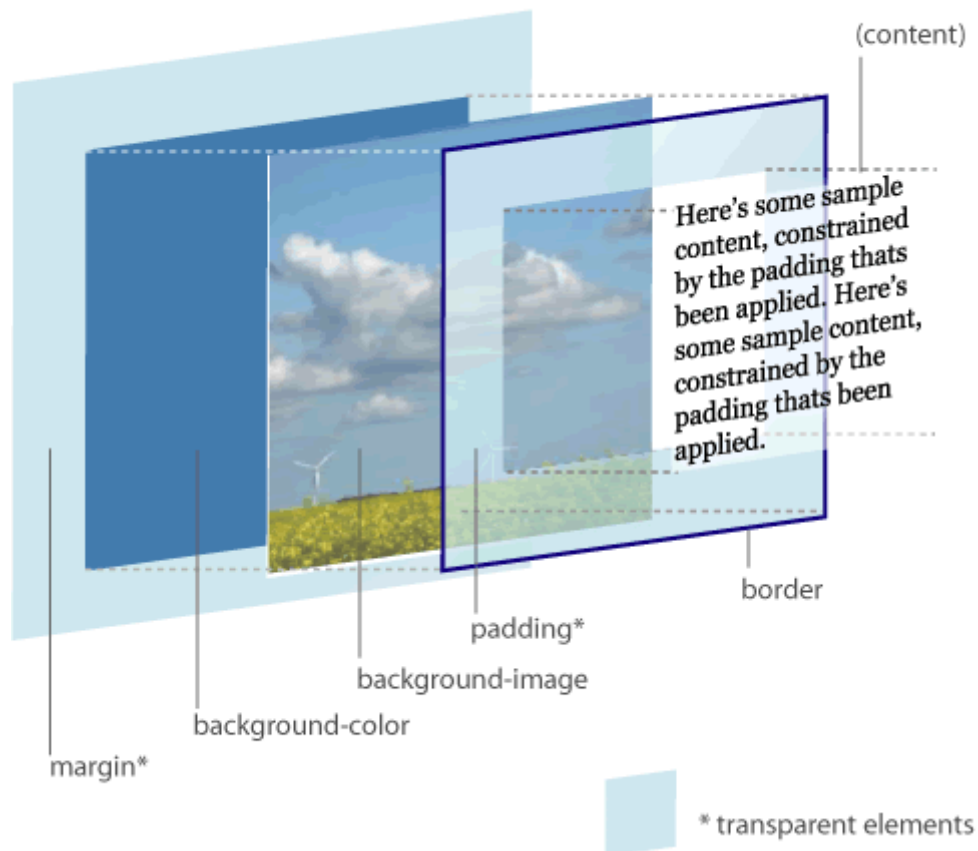 (content)
Here’s some sample
content, constrained
by the padding thats
been applied. Here’s
some sample content,
constrained by the
padding thats been
applied.
border
padding*
background-image
background-color
margin*
* transparent elements